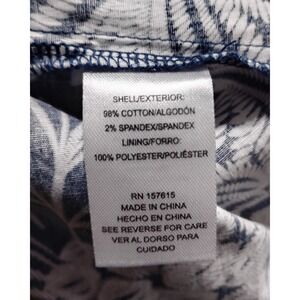 SHELL/EXTERIOR:
98% COTTON/ALGODÓN
2% SPANDEX/SPANDEX
LINING/FORRO:
100% POLYESTER/POLIÉSTER
RN 157615
MADE IN CHINA
HECHO EN CHINA
SEE REVERSE FOR CARE
VER AL DORSO PARA
CUIDADO